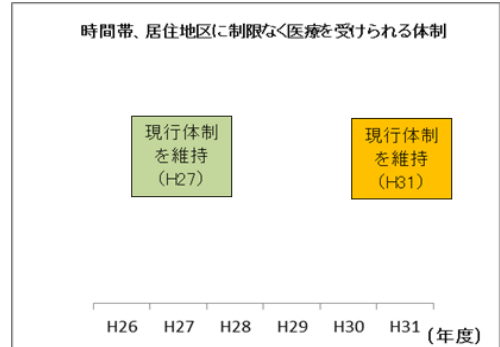 時間帯、居住地区に制限なく医療を受けられる体制
現行体制
を維持
(H27)
現行体制
を維持
(H31)
H26 H27 H28 H29 H30 H31 (年度)